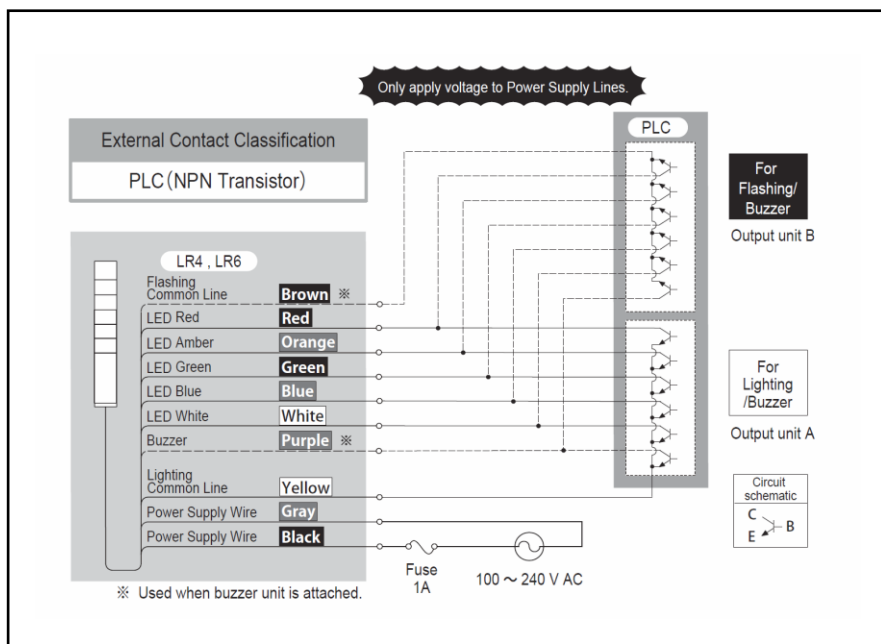 Only apply voltage to Power Supply Lines.
External Contact Classification
PLC(NPN Transistor)
PLC
For
Flashing/
Buzzer
Output unit B
LR4 , LR6
Flashing
Common Line Brown ※
LED Red Red
LED Amber Orange
LED Green Green
LED Blue Blue
LED White White
Buzzer Purple ※
Lighting
Common Line Yellow
Power Supply Wire Gray
Power Supply Wire Black
For
Lighting
/Buzzer
Output unit A
Circuit
schematic
C
B
E
Fuse
1A
100 ~ 240 V AC
※ Used when buzzer unit is attached.